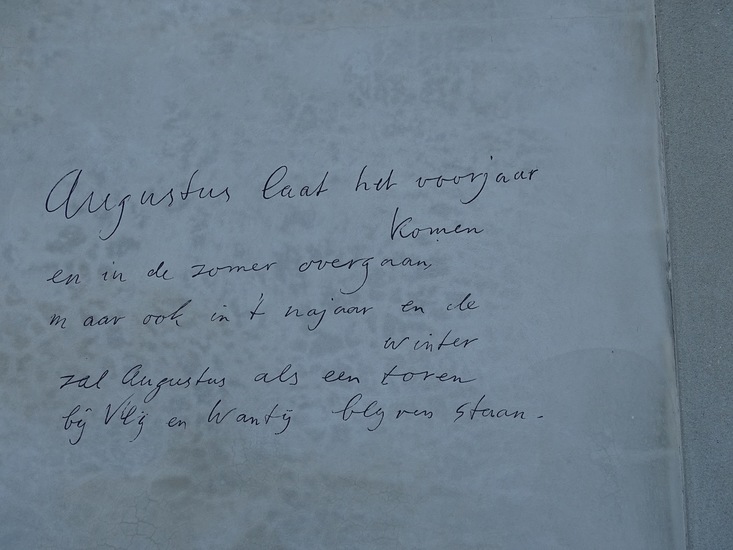 Augustus laat het voorjaar
komen
en in de zomer overgaan,
maar ook in 't najaar en de
winter
zal Augustus als een toren
bij Vlij en Wantij blijven staan.